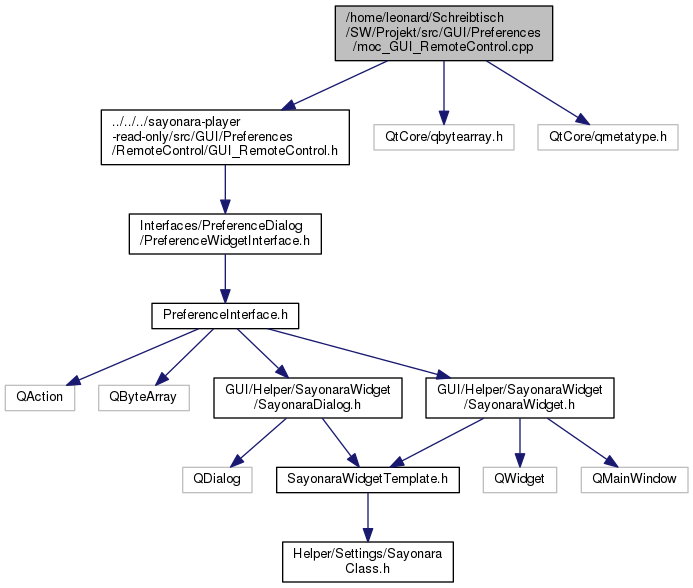 /home/leonard/Schreibtisch
/SW/Projekt/src/GUI/Preferences
/moc_GUI_RemoteControl.cpp
../../../sayonara-player
-read-only/src/GUI/Preferences
/RemoteControl/GUI_RemoteControl.h
QtCore/qbytearray.h
QtCore/qmetatype.h
Interfaces/PreferenceDialog
/PreferenceWidgetInterface.h
PreferenceInterface.h
QAction
QByteArray
GUI/Helper/SayonaraWidget
/SayonaraDialog.h
GUI/Helper/SayonaraWidget
/SayonaraWidget.h
QDialog
SayonaraWidgetTemplate.h
QWidget
QMainWindow
Helper/Settings/Sayonara
Class.h